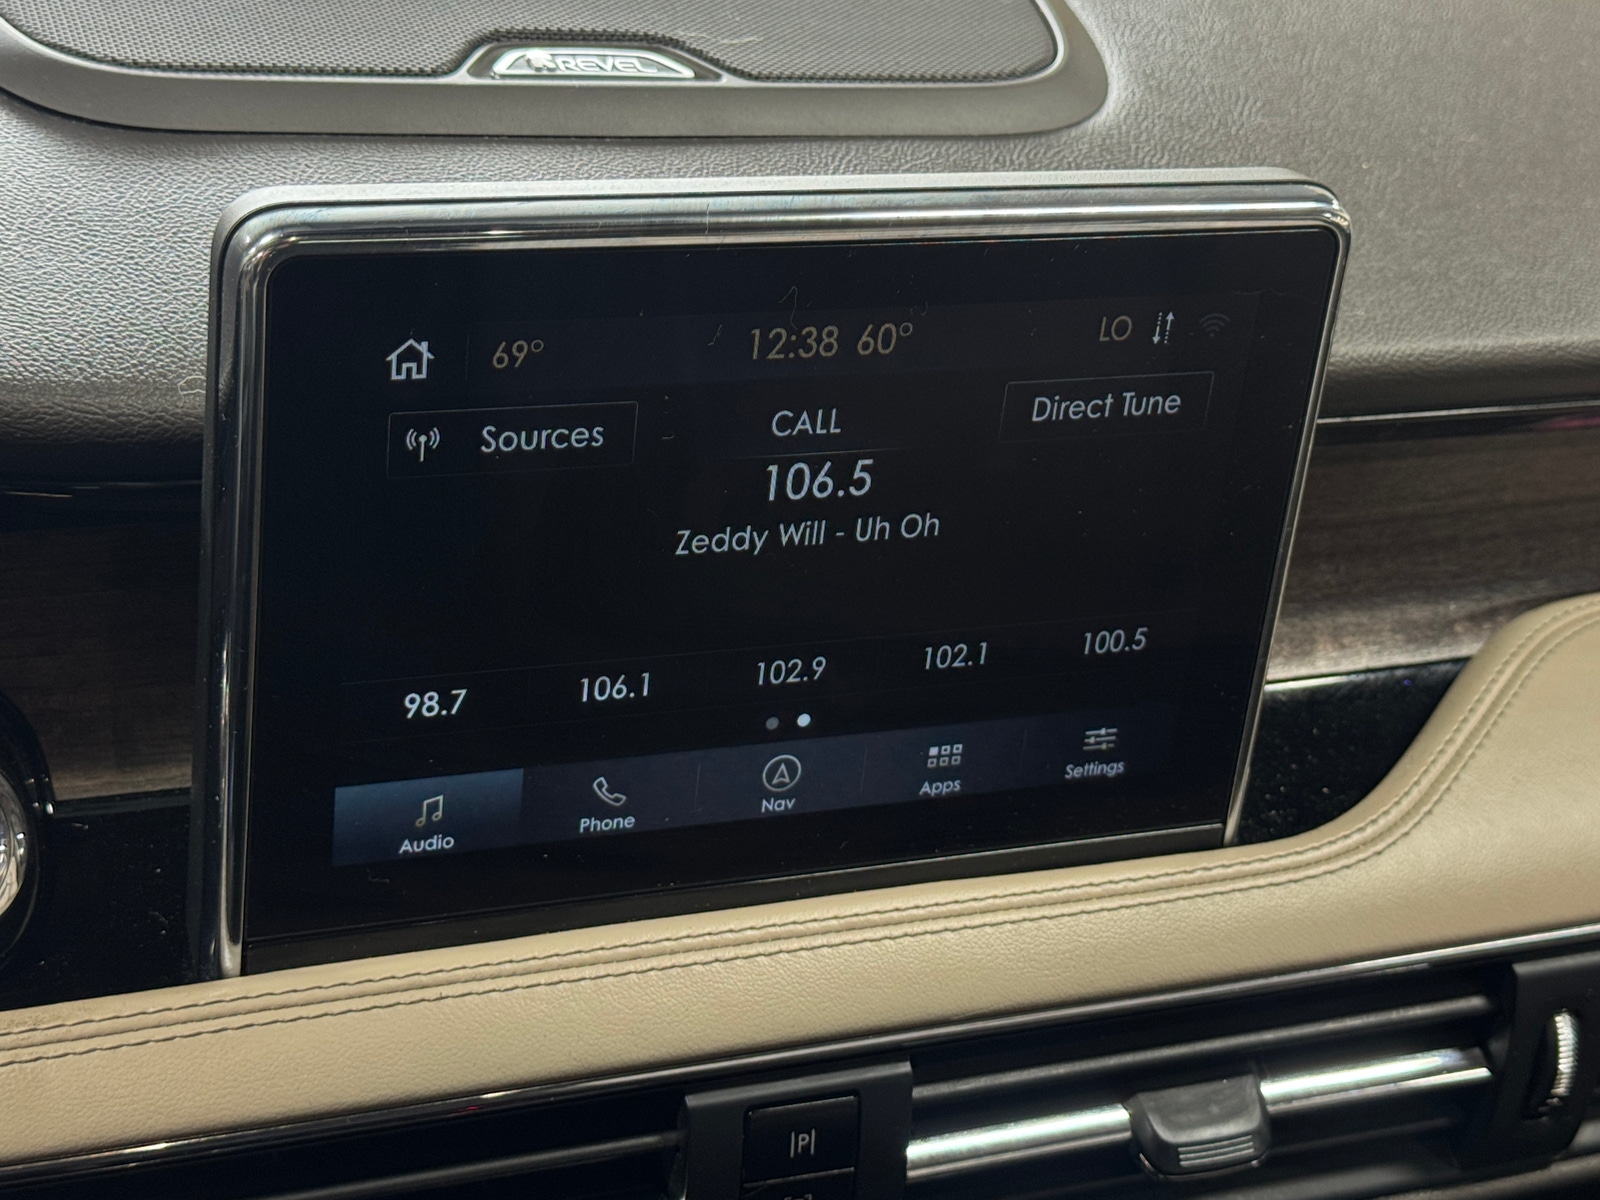 REVEL
69° 12:38 60° LO
Sources
CALL
Direct Tune
106.5
Zeddy Will - Uh Oh
98.7 106.1 102.9 102.1 100.5
Audio Phone Nav Apps Settings
P